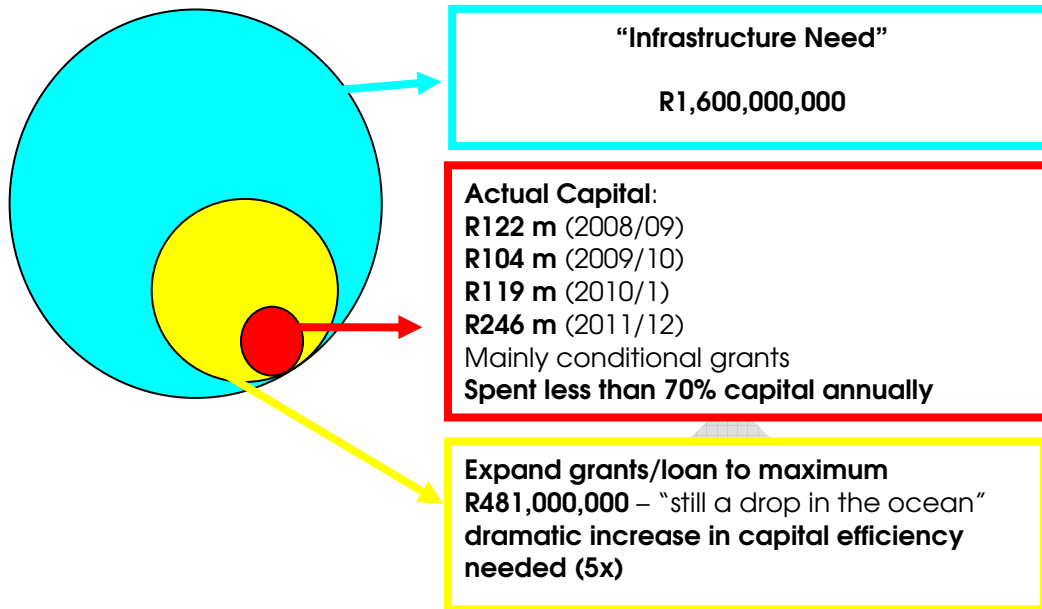 “Infrastructure Need”
R1,600,000,000
Actual Capital:
R122 m (2008/09)
R104 m (2009/10)
R119 m (2010/1)
R246 m (2011/12)
Mainly conditional grants
Spent less than 70% capital annually
Expand grants/loan to maximum
R481,000,000 – “still a drop in the ocean”
dramatic increase in capital efficiency
needed (5x)